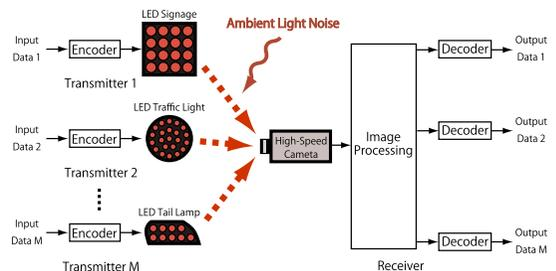 LED Signage
Ambient Light Noise
Input
Data 1
Encoder
Transmitter 1
LED Traffic Light
Input
Data 2
Encoder
Transmitter 2
LED Tail Lamp
Input
Data M
Encoder
Transmitter M
High-Speed
Cameta
Image
Processing
Receiver
Decoder
Output
Data 1
Decoder
Output
Data 2
Decoder
Output
Data M